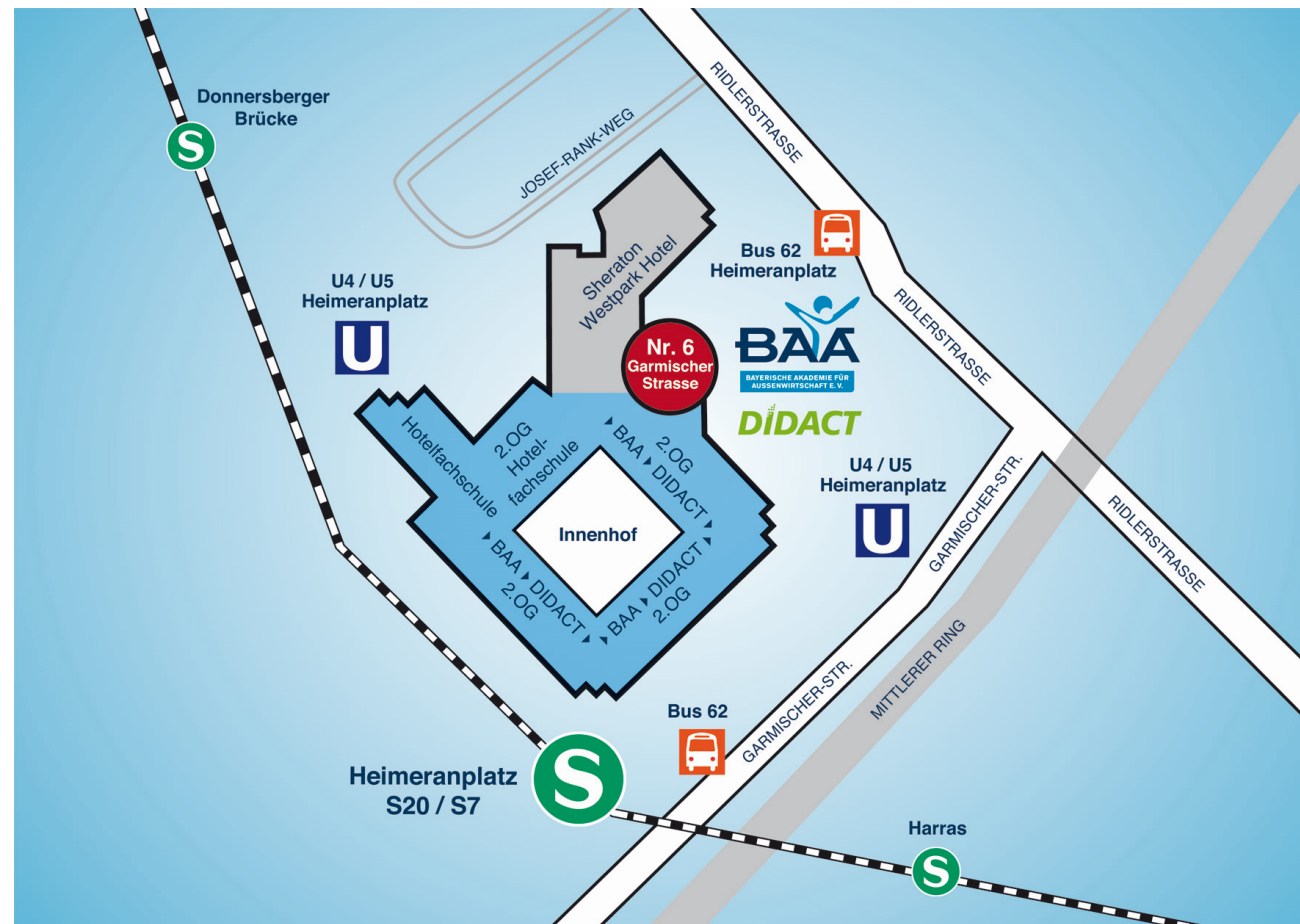 Donnersberger
Brücke
S
JOSEF-RANK-WEG
RIDLERSTRASSE
Bus 62
Heimeranplatz
U4 / U5
Heimeranplatz
U
Sheraton
Westpark Hotel
Nr. 6
Garmischer
Strasse
BAA
BAYERISCHE AKADEMIE FÜR
AUSSENWIRTSCHAFT E. V.
DIDACT
RIDLERSTRASSE
Hotelfachschule
2.OG
Hotel-
fachschule
2.OG
BAA DIDACT
Innenhof
BAA DIDACT
2.OG
BAA DIDACT
2.OG
U4 / U5
Heimeranplatz
U
GARMISCHER-STR.
RIDLERSTRASSE
MITTLERER RING
GARMISCHER-STR.
Bus 62
Heimeranplatz
S20 / S7
S
Harras
S